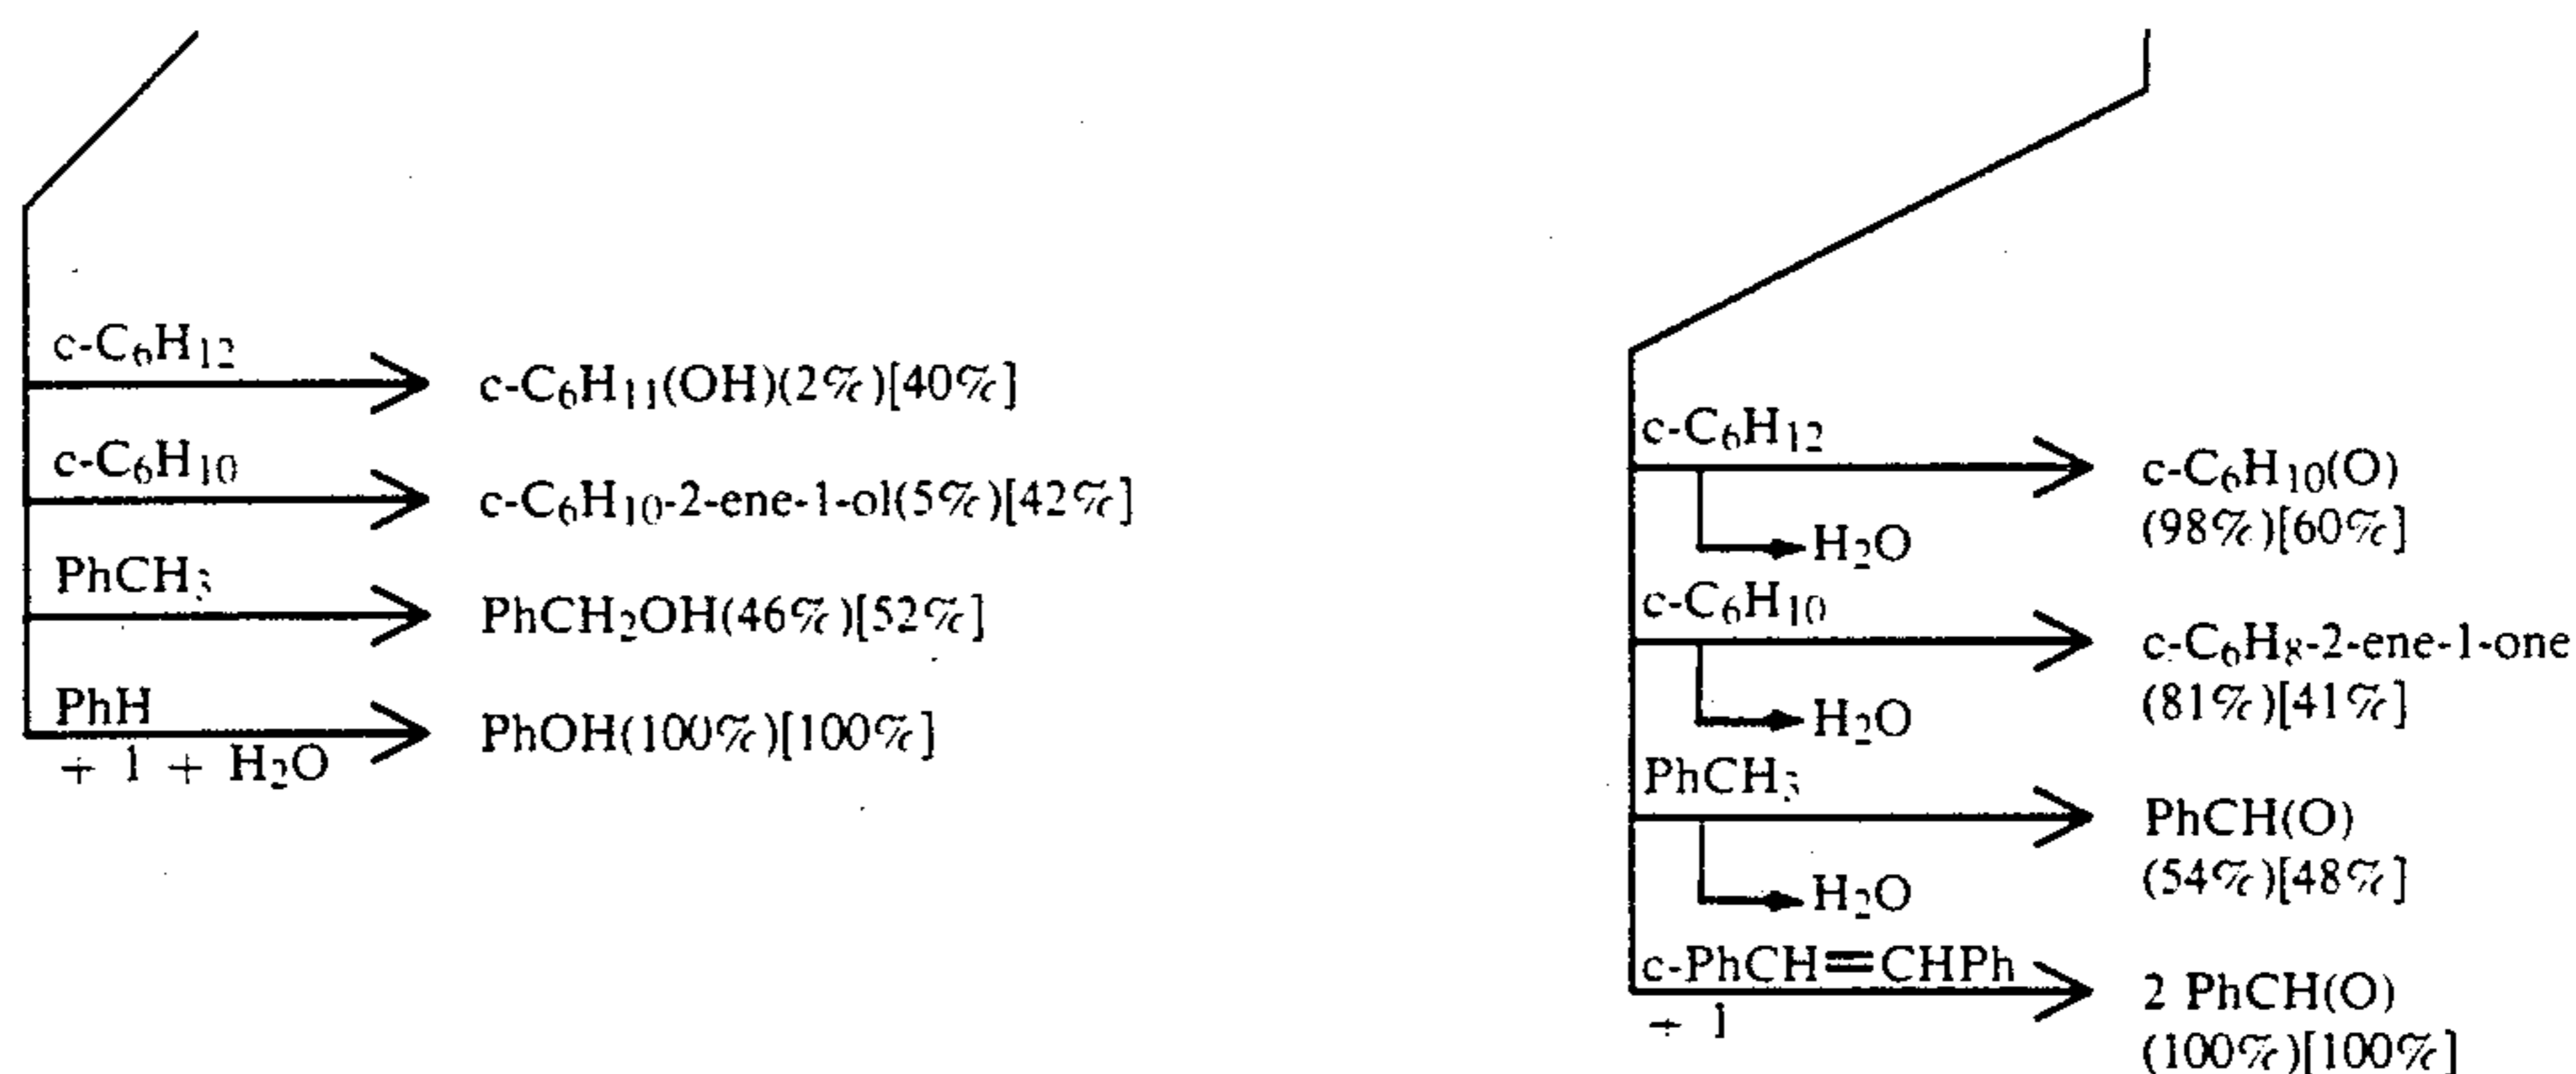 c-C₆H₁₂
c-C₆H₁₁(OH)(2%)[40%]
c-C₆H₁₀
c-C₆H₁₀-2-ene-1-ol(5%)[42%]
PhCH₃
PhCH₂OH(46%)[52%]
PhH
PhOH(100%)[100%]
+ 1 + H₂O
c-C₆H₁₂
c-C₆H₁₀(O)
(98%)[60%]
H₂O
c-C₆H₁₀
c-C₆H₈-2-ene-1-one
(81%)[41%]
H₂O
PhCH₃
PhCH(O)
(54%)[48%]
H₂O
c-PhCH=CHPh
2 PhCH(O)
(100%)[100%]
+ 1